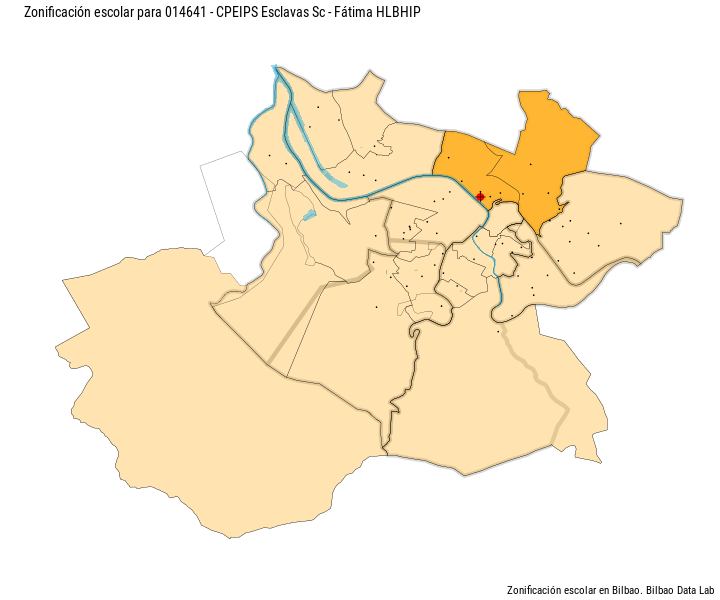 Zonificación escolar para 014641 - CPEIPS Esclavas Sc - Fátima HLBHIP
Zonificación escolar en Bilbao. Bilbao Data Lab